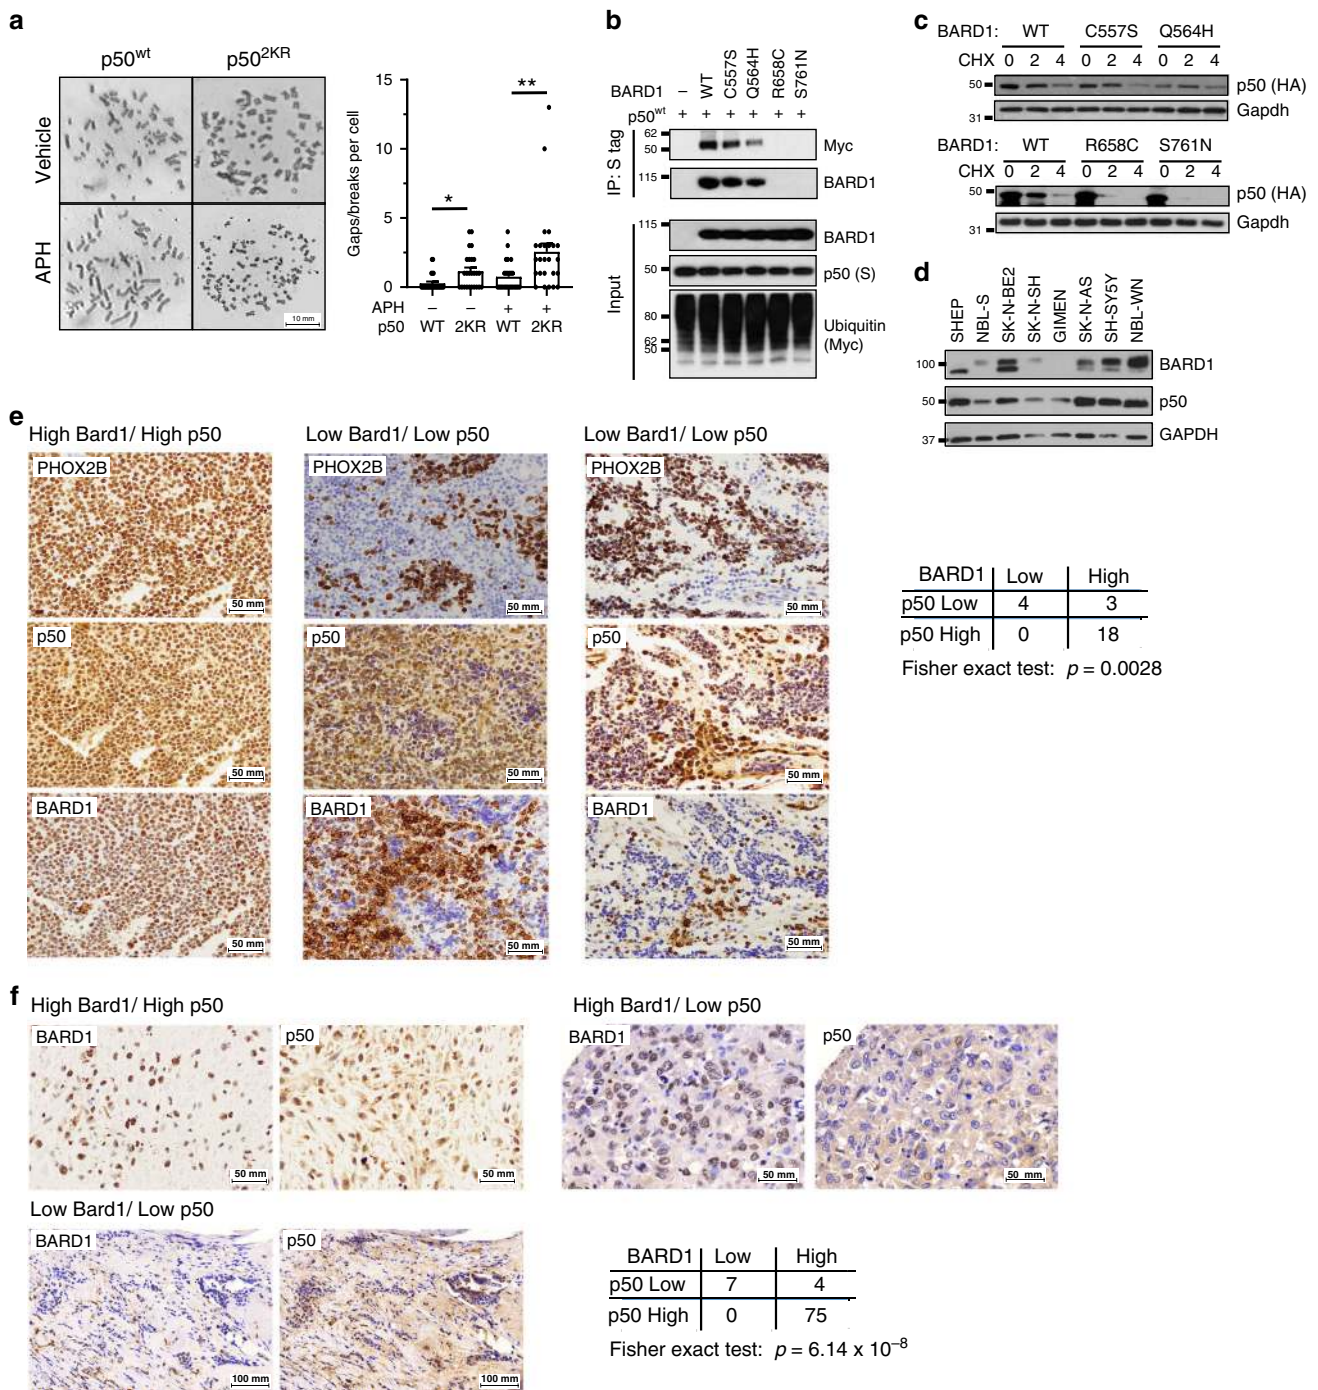 a
p50wt
p502KR
Vehicle
APH
10 mm
Gaps/breaks per cell
15
10
5
0
*
**
APH – – + +
p50 WT 2KR WT 2KR
b
BARD1 – WT C557S Q564H R658C S761N
p50wt + + + + + +
IP: S tag
62
50
Myc
115
BARD1
Input
115
BARD1
50
p50 (S)
80
62
50
Ubiquitin
(Myc)
c
BARD1: WT C557S Q564H
CHX 0 2 4 0 2 4 0 2 4
50
p50 (HA)
31
Gapdh
BARD1: WT R658C S761N
CHX 0 2 4 0 2 4 0 2 4
50
p50 (HA)
31
Gapdh
d
SHEP NBL-S SK-N-BE2 SK-N-SH GIMEN SK-N-AS SH-SY5Y NBL-WN
100
BARD1
50
p50
37
GAPDH
e
High Bard1/ High p50
Low Bard1/ Low p50
Low Bard1/ Low p50
PHOX2B
50 mm
PHOX2B
50 mm
PHOX2B
50 mm
p50
50 mm
p50
50 mm
p50
50 mm
BARD1
50 mm
BARD1
50 mm
BARD1
50 mm
BARD1 Low High
p50 Low 4 3
p50 High 0 18
Fisher exact test: p = 0.0028
f
High Bard1/ High p50
High Bard1/ Low p50
BARD1
50 mm
p50
50 mm
BARD1
50 mm
p50
50 mm
Low Bard1/ Low p50
BARD1
100 mm
p50
100 mm
BARD1 Low High
p50 Low 7 4
p50 High 0 75
Fisher exact test: p = 6.14 x 10–8